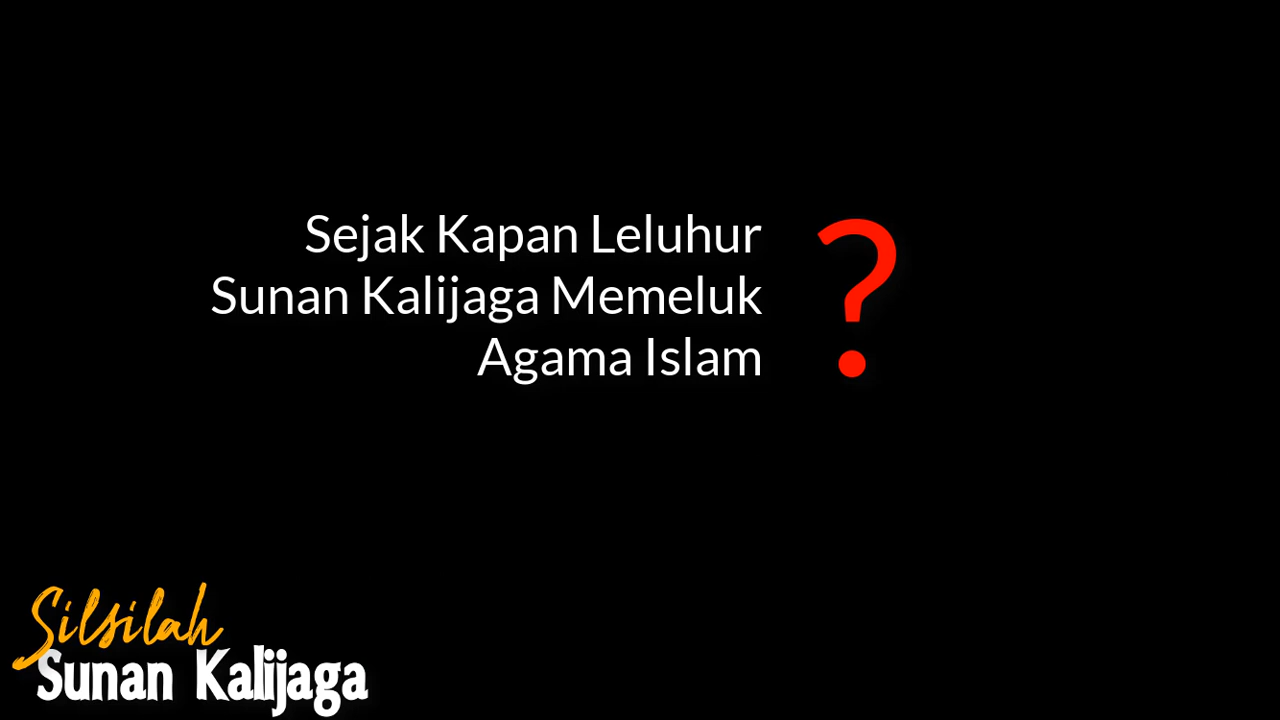 Sejak Kapan Leluhur
Sunan Kalijaga Memeluk
Agama Islam
?
Silsilah
Sunan Kalijaga